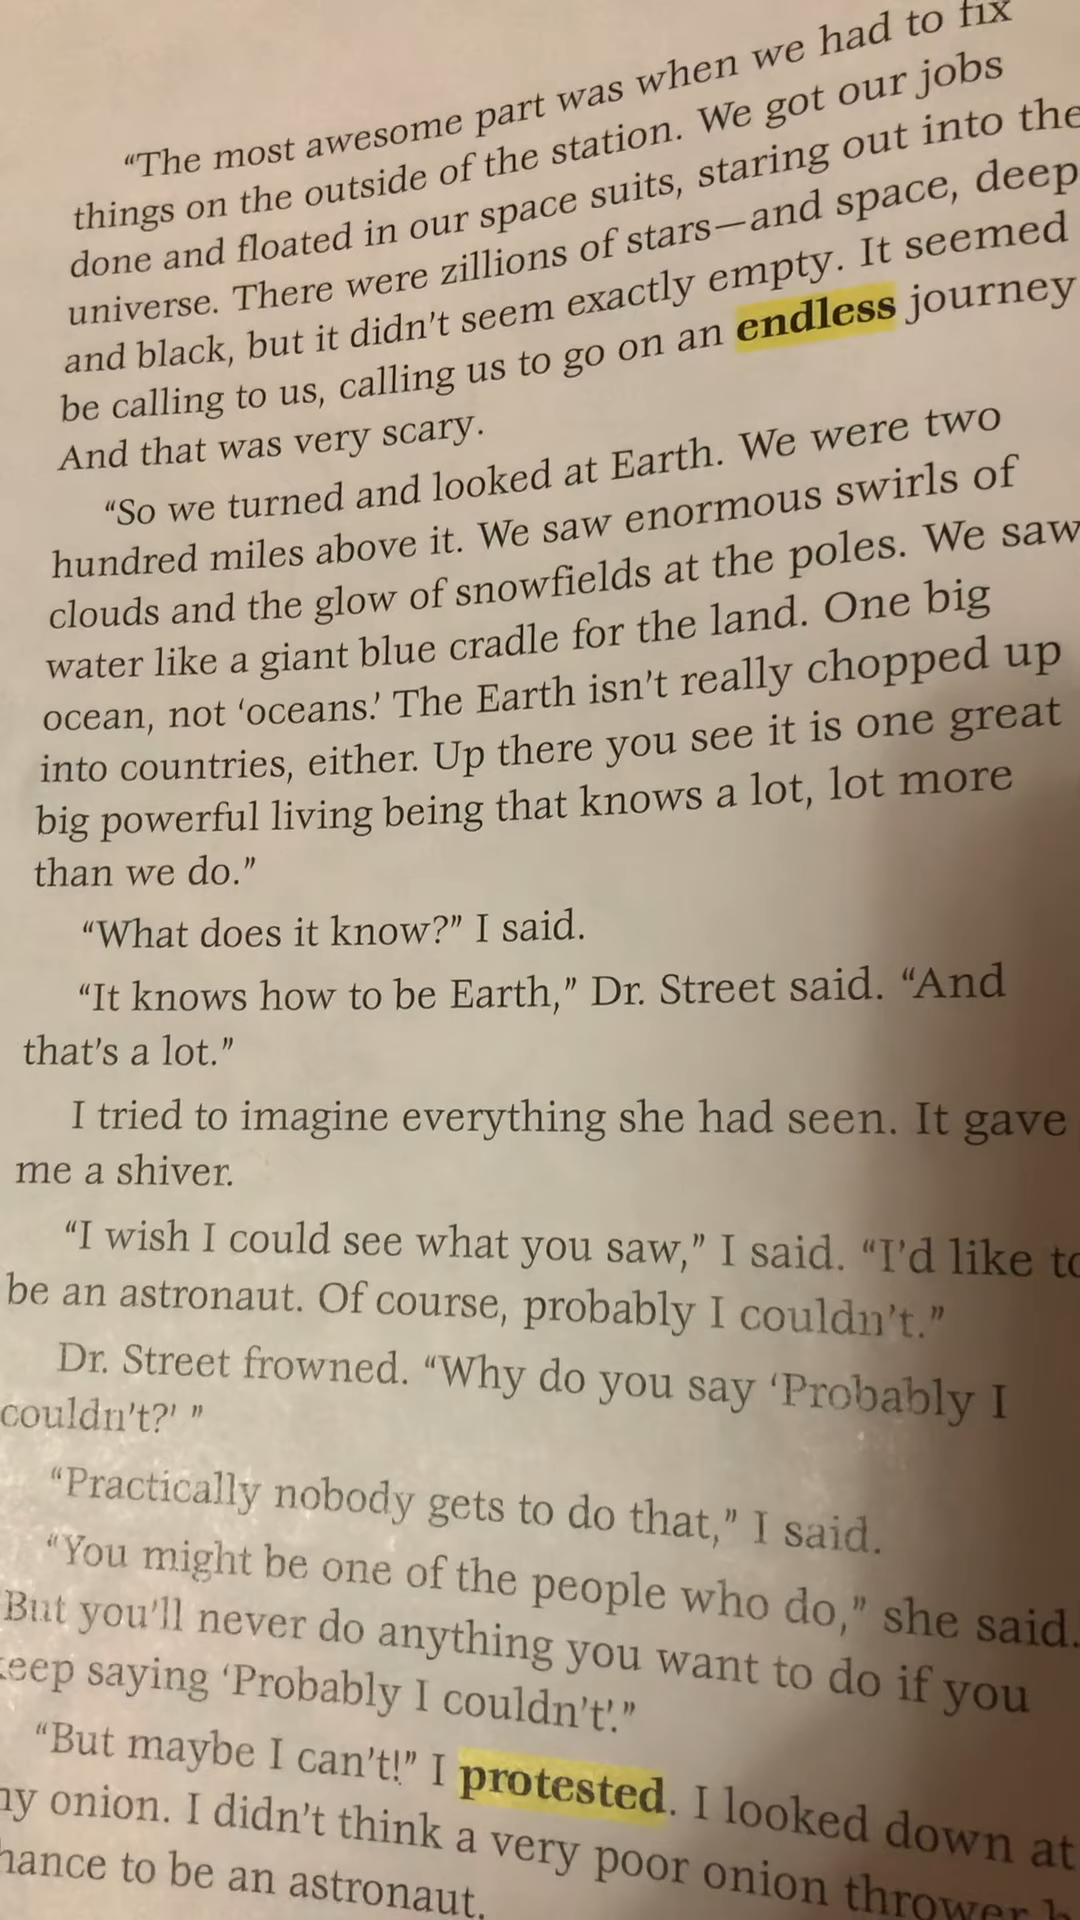 “The most awesome part was when we had to fix
things on the outside of the station. We got our jobs
done and floated in our space suits, staring out into the
universe. There were zillions of stars—and space, deep
and black, but it didn’t seem exactly empty. It seemed
be calling to us, calling us to go on an endless journey
And that was very scary.
“So we turned and looked at Earth. We were two
hundred miles above it. We saw enormous swirls of
clouds and the glow of snowfields at the poles. We saw
water like a giant blue cradle for the land. One big
ocean, not ‘oceans.’ The Earth isn’t really chopped up
into countries, either. Up there you see it is one great
big powerful living being that knows a lot, lot more
than we do.”
“What does it know?” I said.
“It knows how to be Earth,” Dr. Street said. “And
that’s a lot.”
I tried to imagine everything she had seen. It gave
me a shiver.
“I wish I could see what you saw,” I said. “I’d like to
be an astronaut. Of course, probably I couldn’t.”
Dr. Street frowned. “Why do you say ‘Probably I
couldn’t?’ ”
“Practically nobody gets to do that,” I said.
“You might be one of the people who do,” she said.
But you’ll never do anything you want to do if you
eep saying ‘Probably I couldn’t’.”
“But maybe I can’t!” I protested. I looked down at
y onion. I didn’t think a very poor onion thrower
hance to be an astronaut.